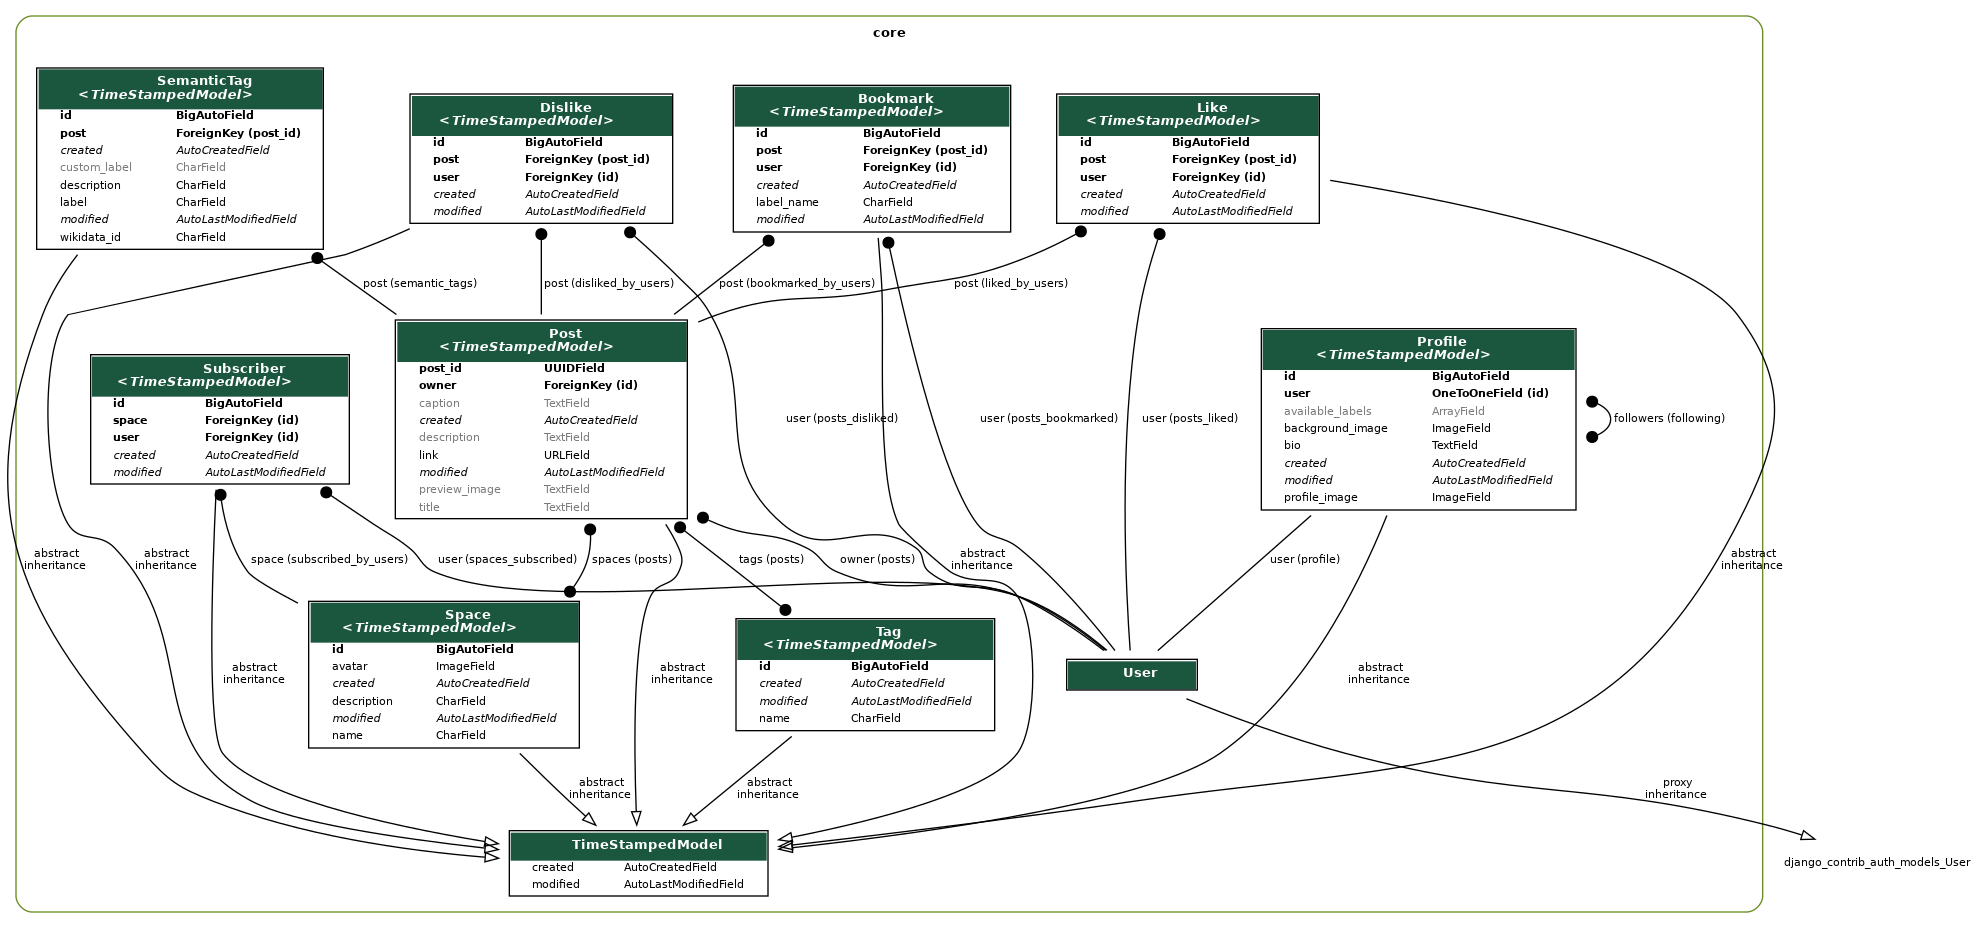 core
SemanticTag
<TimeStampedModel>
id BigAutoField
post ForeignKey (post_id)
created AutoCreatedField
custom_label CharField
description CharField
label CharField
modified AutoLastModifiedField
wikidata_id CharField
Dislike
<TimeStampedModel>
id BigAutoField
post ForeignKey (post_id)
user ForeignKey (id)
created AutoCreatedField
modified AutoLastModifiedField
Bookmark
<TimeStampedModel>
id BigAutoField
post ForeignKey (post_id)
user ForeignKey (id)
created AutoCreatedField
label_name CharField
modified AutoLastModifiedField
Like
<TimeStampedModel>
id BigAutoField
post ForeignKey (post_id)
user ForeignKey (id)
created AutoCreatedField
modified AutoLastModifiedField
post (semantic_tags)
post (disliked_by_users)
post (bookmarked_by_users)
post (liked_by_users)
Subscriber
<TimeStampedModel>
id BigAutoField
space ForeignKey (id)
user ForeignKey (id)
created AutoCreatedField
modified AutoLastModifiedField
Post
<TimeStampedModel>
post_id UUIDField
owner ForeignKey (id)
caption TextField
created AutoCreatedField
description TextField
link URLField
modified AutoLastModifiedField
preview_image TextField
title TextField
user (posts_disliked)
user (posts_bookmarked)
user (posts_liked)
Profile
<TimeStampedModel>
id BigAutoField
user OneToOneField (id)
available_labels ArrayField
background_image ImageField
bio TextField
created AutoCreatedField
modified AutoLastModifiedField
profile_image ImageField
followers (following)
abstract
inheritance
abstract
inheritance
space (subscribed_by_users)
user (spaces_subscribed)
spaces (posts)
tags (posts)
owner (posts)
abstract
inheritance
user (profile)
abstract
inheritance
Space
<TimeStampedModel>
id BigAutoField
avatar ImageField
created AutoCreatedField
description CharField
modified AutoLastModifiedField
name CharField
Tag
<TimeStampedModel>
id BigAutoField
created AutoCreatedField
modified AutoLastModifiedField
name CharField
User
abstract
inheritance
abstract
inheritance
abstract
inheritance
abstract
inheritance
abstract
inheritance
proxy
inheritance
TimeStampedModel
created AutoCreatedField
modified AutoLastModifiedField
django_contrib_auth_models_User